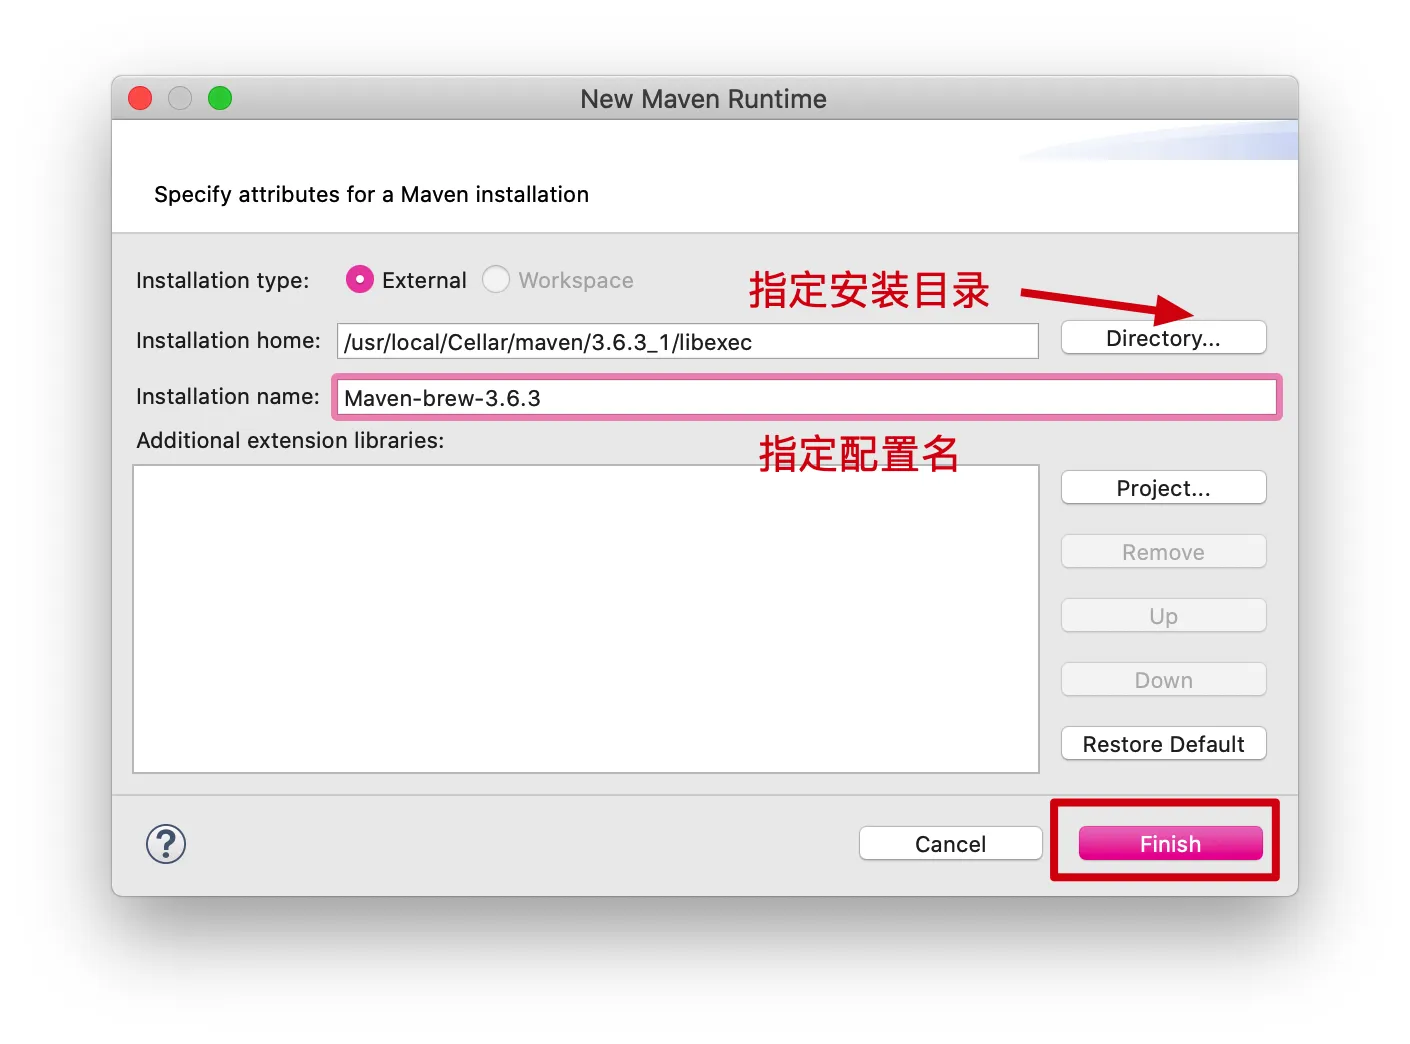 New Maven Runtime
Specify attributes for a Maven installation
Installation type: External Workspace
指定安装目录
Installation home: /usr/local/Cellar/maven/3.6.3_1/libexec Directory...
Installation name: Maven-brew-3.6.3
Additional extension libraries:
指定配置名
Project...
Remove
Up
Down
Restore Default
? Cancel Finish